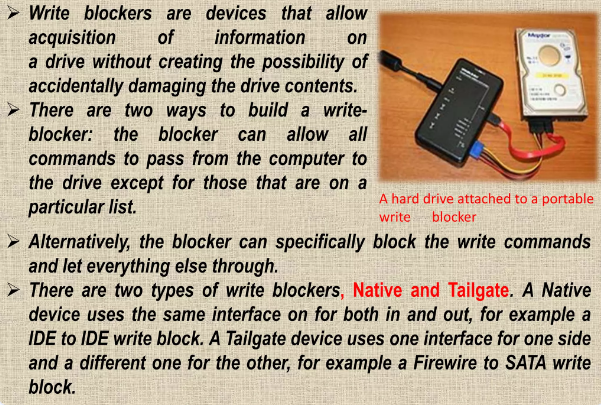 ➢ Write blockers are devices that allow
acquisition of information on
a drive without creating the possibility of
accidentally damaging the drive contents.
➢ There are two ways to build a write-
blocker: the blocker can allow all
commands to pass from the computer to
the drive except for those that are on a
particular list.
Maxtor
A hard drive attached to a portable
write blocker
➢ Alternatively, the blocker can specifically block the write commands
and let everything else through.
➢ There are two types of write blockers, Native and Tailgate. A Native
device uses the same interface on for both in and out, for example a
IDE to IDE write block. A Tailgate device uses one interface for one side
and a different one for the other, for example a Firewire to SATA write
block.